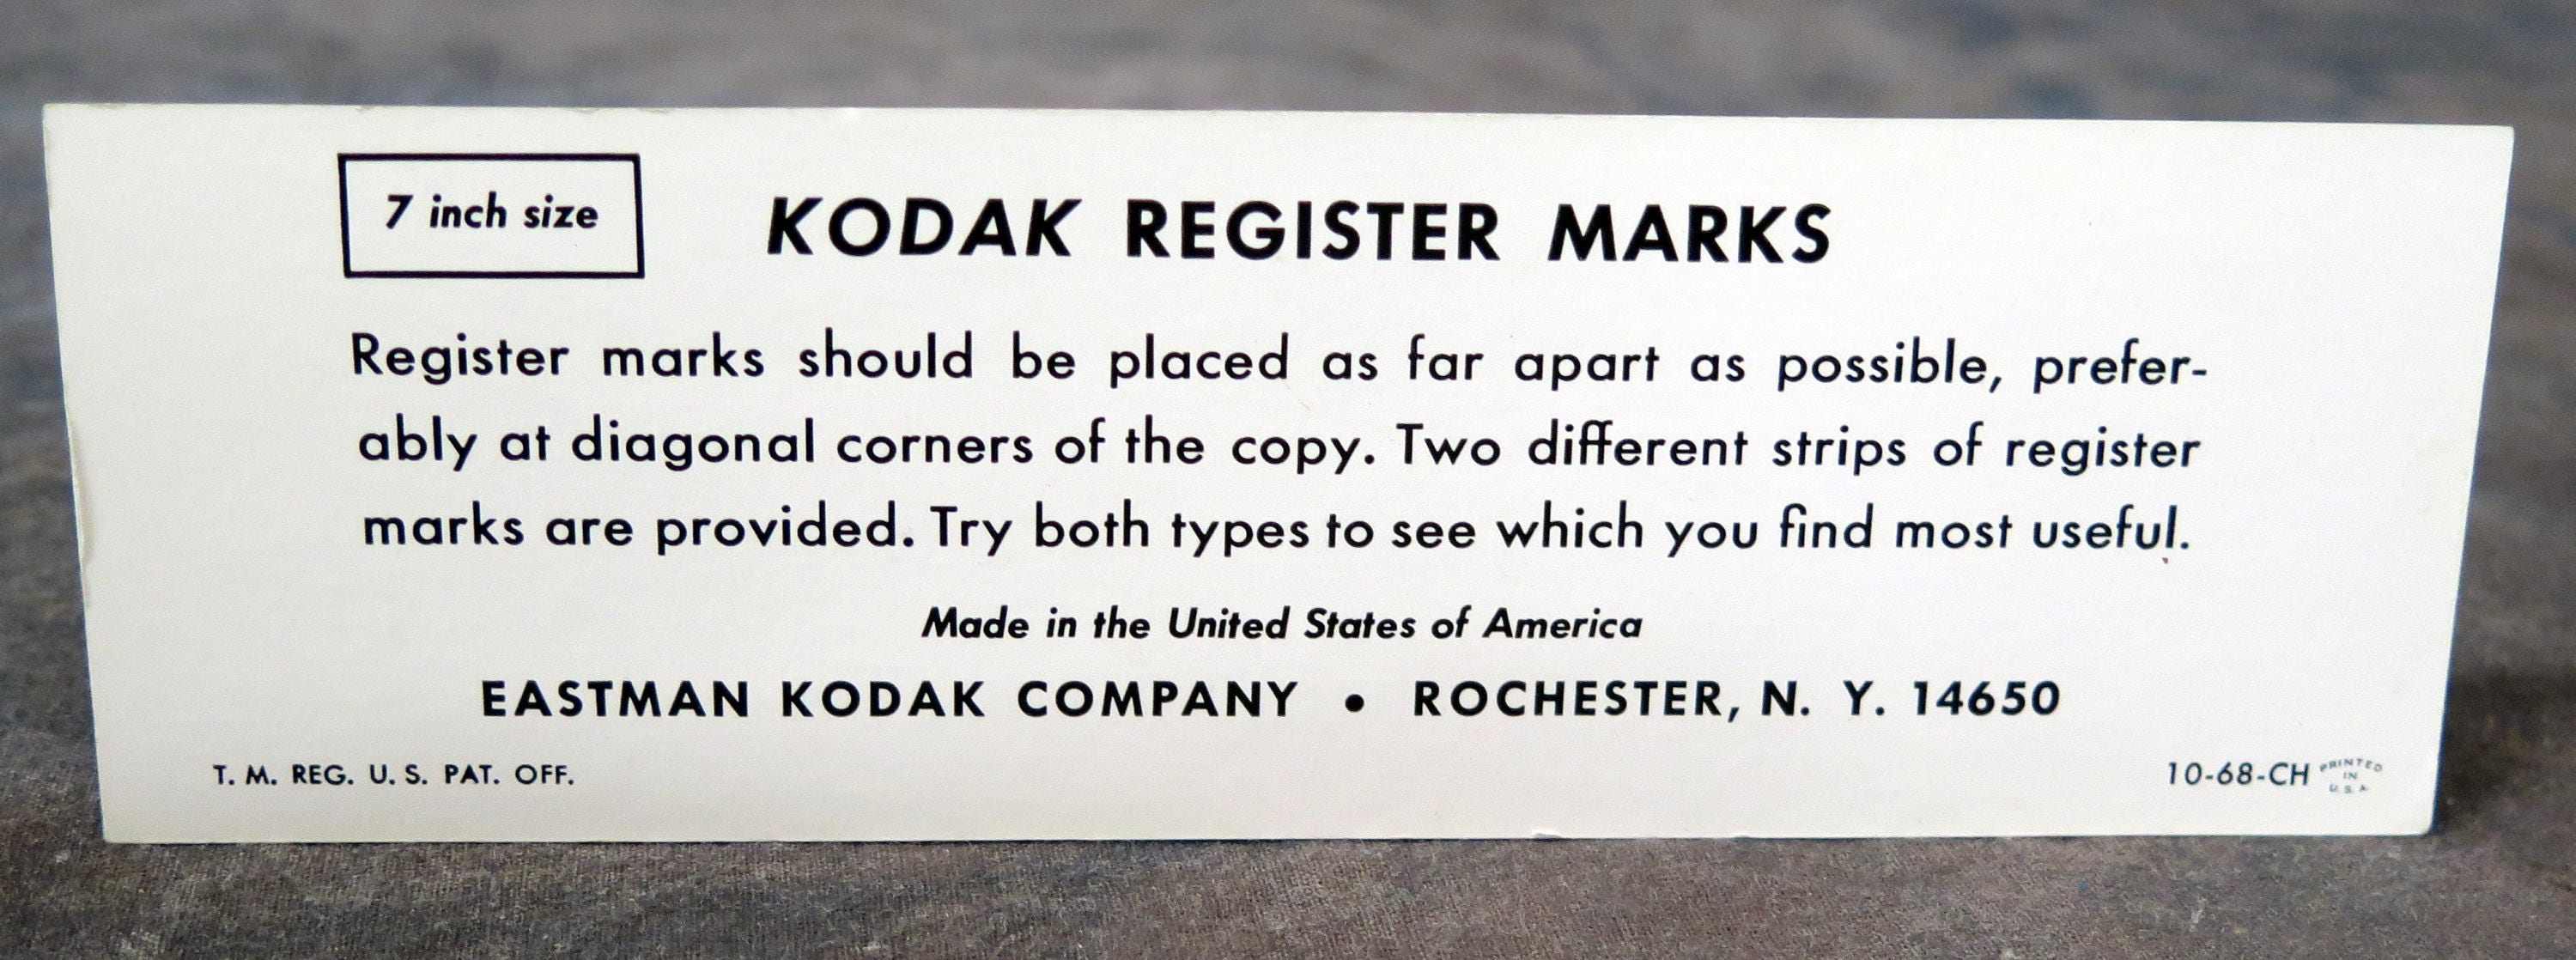 7 inch size
KODAK REGISTER MARKS
Register marks should be placed as far apart as possible, prefer-
ably at diagonal corners of the copy. Two different strips of register
marks are provided. Try both types to see which you find most useful.
Made in the United States of America
EASTMAN KODAK COMPANY • ROCHESTER, N. Y. 14650
T. M. REG. U. S. PAT. OFF.
10-68-CH
PRINTED
IN
U. S. A.